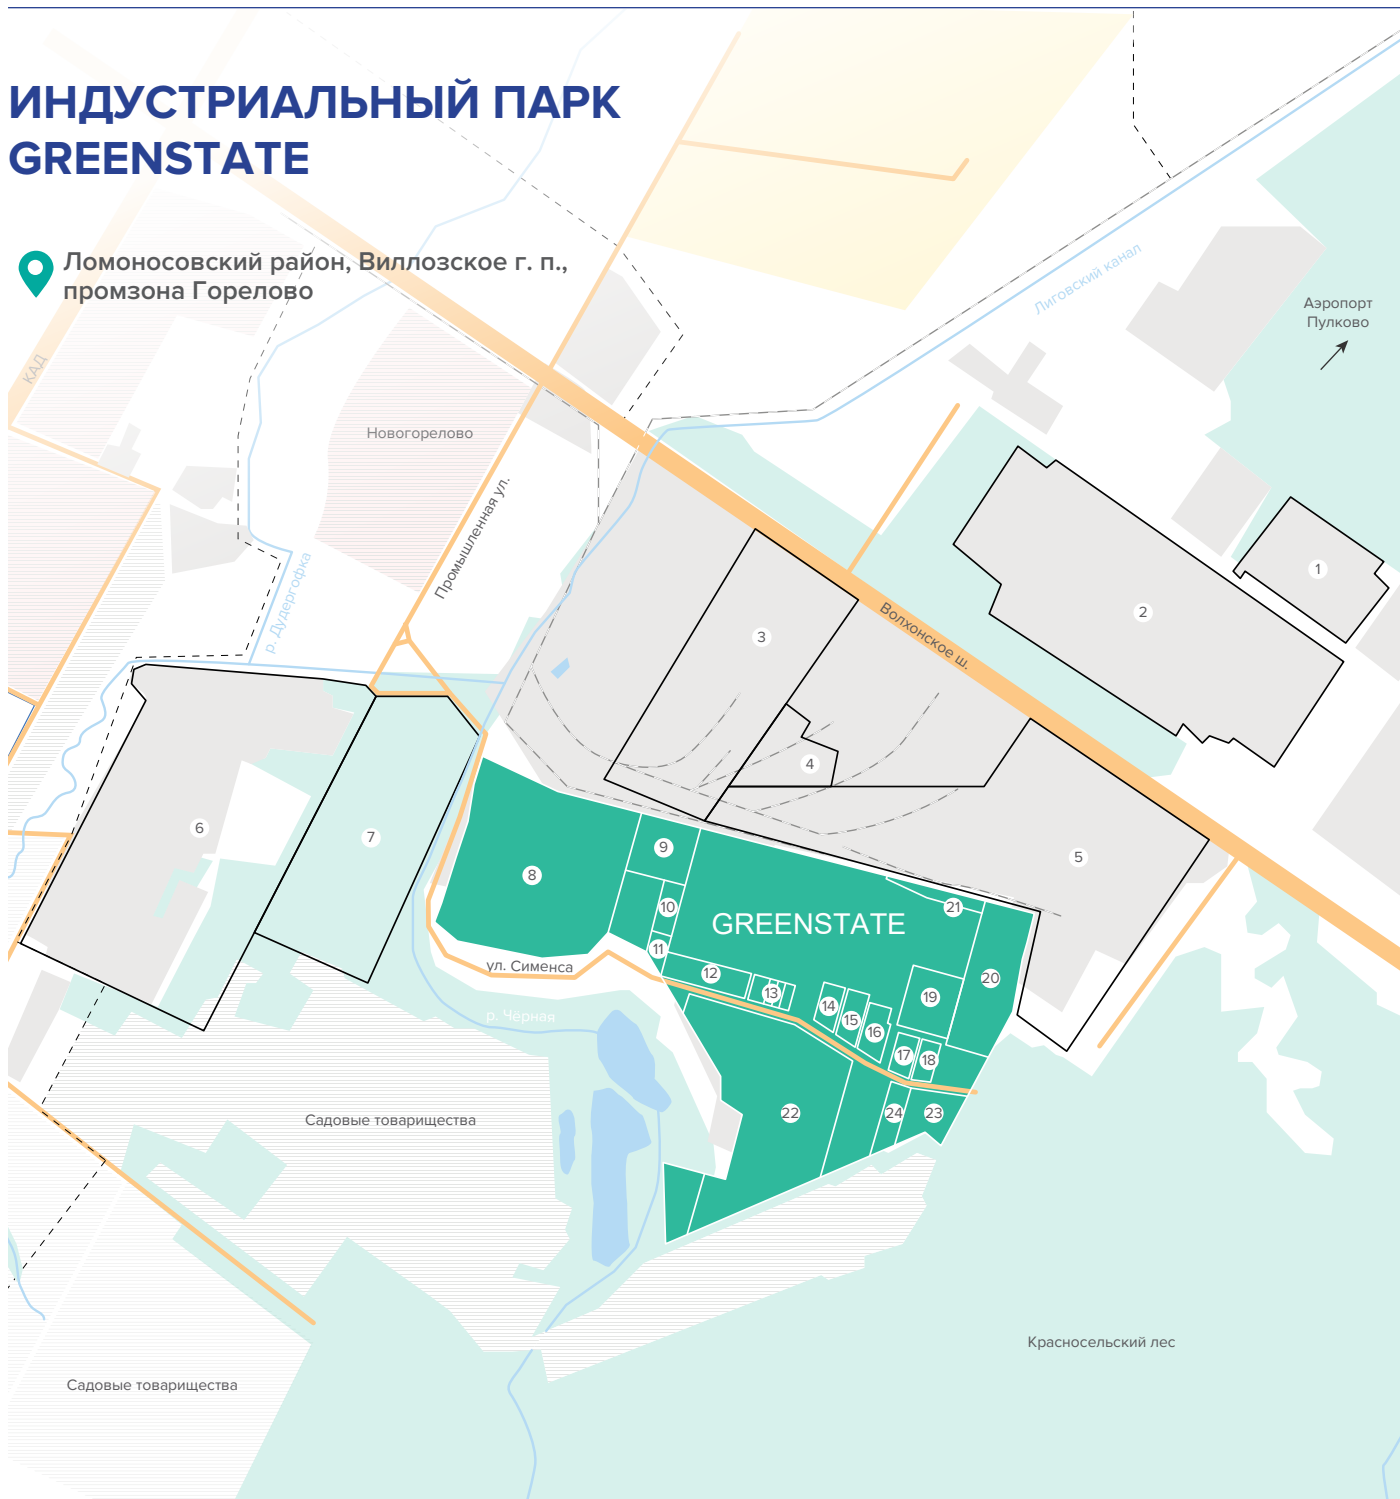 ИНДУСТРИАЛЬНЫЙ ПАРК
GREENSTATE
Ломоносовский район, Виллозское г. п.,
промзона Горелово
Лиговский канал
Аэропорт
Пулково
КАД
Новогорелово
Промышленная ул.
р. Дудергофка
Волхонское ш.
1
2
3
4
5
6
7
8
9
10
11
GREENSTATE
21
ул. Сименса
12
13
14
15
16
17
18
19
20
р. Чёрная
22
24
23
Садовые товарищества
Красносельский лес
Садовые товарищества